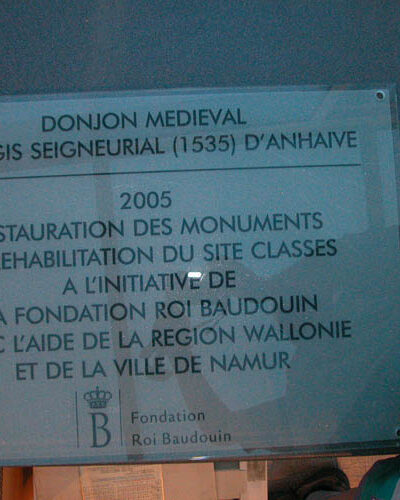 DONJON MEDIEVAL
GIS SEIGNEURIAL (1535) D'ANHAIVE
2005
STAURATION DES MONUMENTS
EHABILITATION DU SITE CLASSES
A L'INITIATIVE DE
A FONDATION ROI BAUDOUIN
C L'AIDE DE LA REGION WALLONIE
ET DE LA VILLE DE NAMUR
B
Fondation
Roi Baudouin